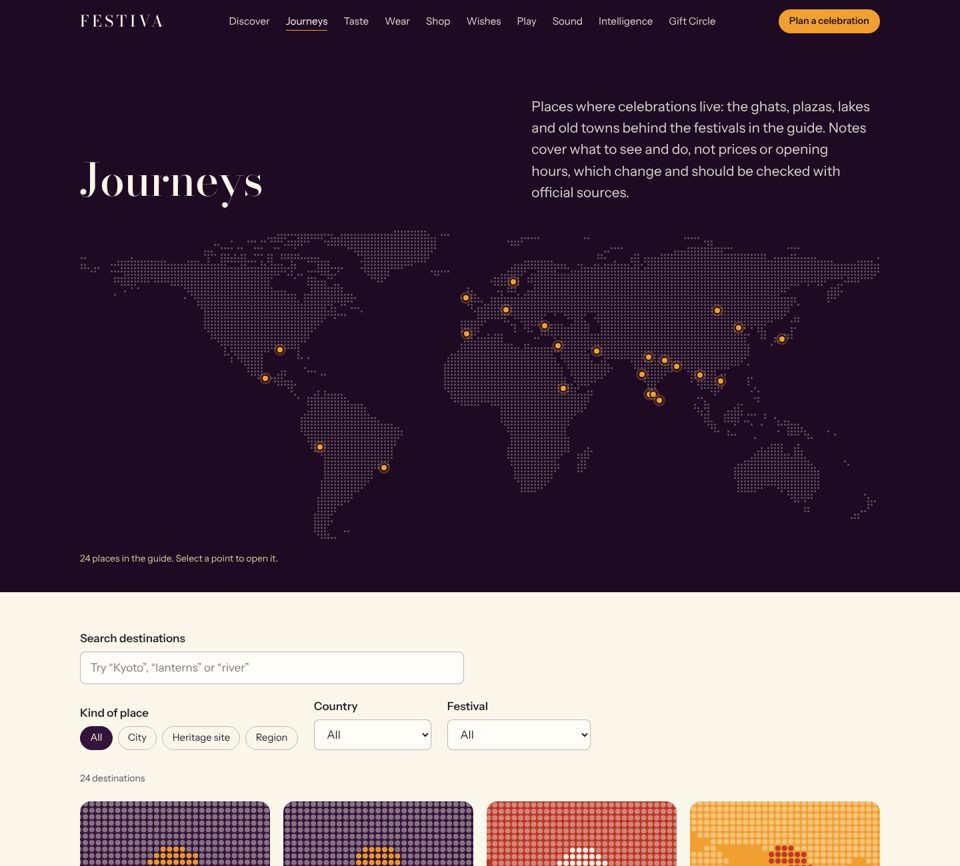 FESTIVA
Discover
Journeys
Taste
Wear
Shop
Wishes
Play
Sound
Intelligence
Gift Circle
Plan a celebration
Journeys
Places where celebrations live: the ghats, plazas, lakes
and old towns behind the festivals in the guide. Notes
cover what to see and do, not prices or opening
hours, which change and should be checked with
official sources.
24 places in the guide. Select a point to open it.
Search destinations
Try “Kyoto”, “lanterns” or “river”
Kind of place
All
City
Heritage site
Region
Country
All
Festival
All
24 destinations